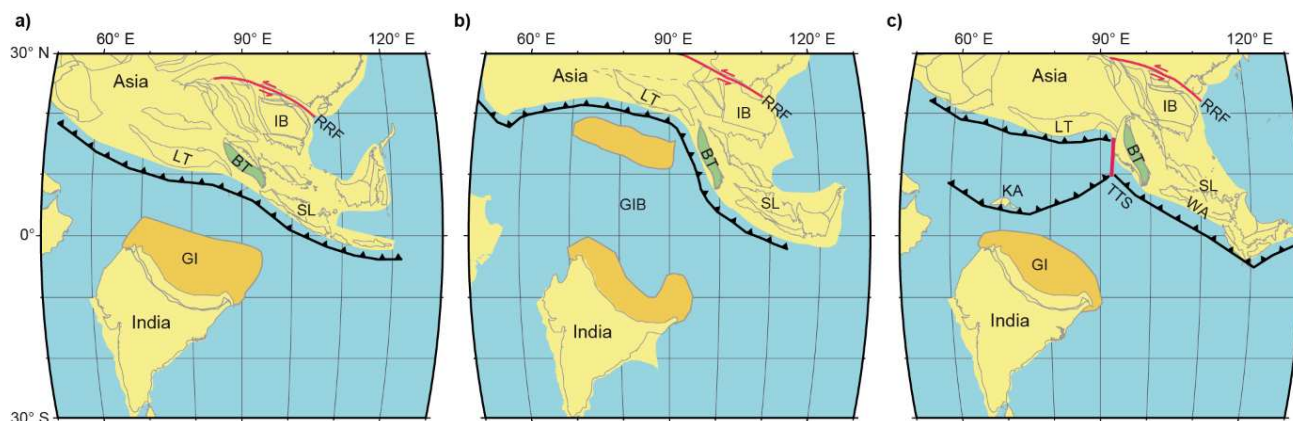 a)
60° E
90° E
120° E
30° N
0°
30° S
Asia
IB
RRF
LT
BT
SL
GI
India
b)
60° E
90° E
120° E
Asia
LT
IB
RRF
BT
GIB
SL
India
c)
60° E
90° E
120° E
Asia
IB
RRF
LT
BT
KA
TTS
SL
WA
GI
India